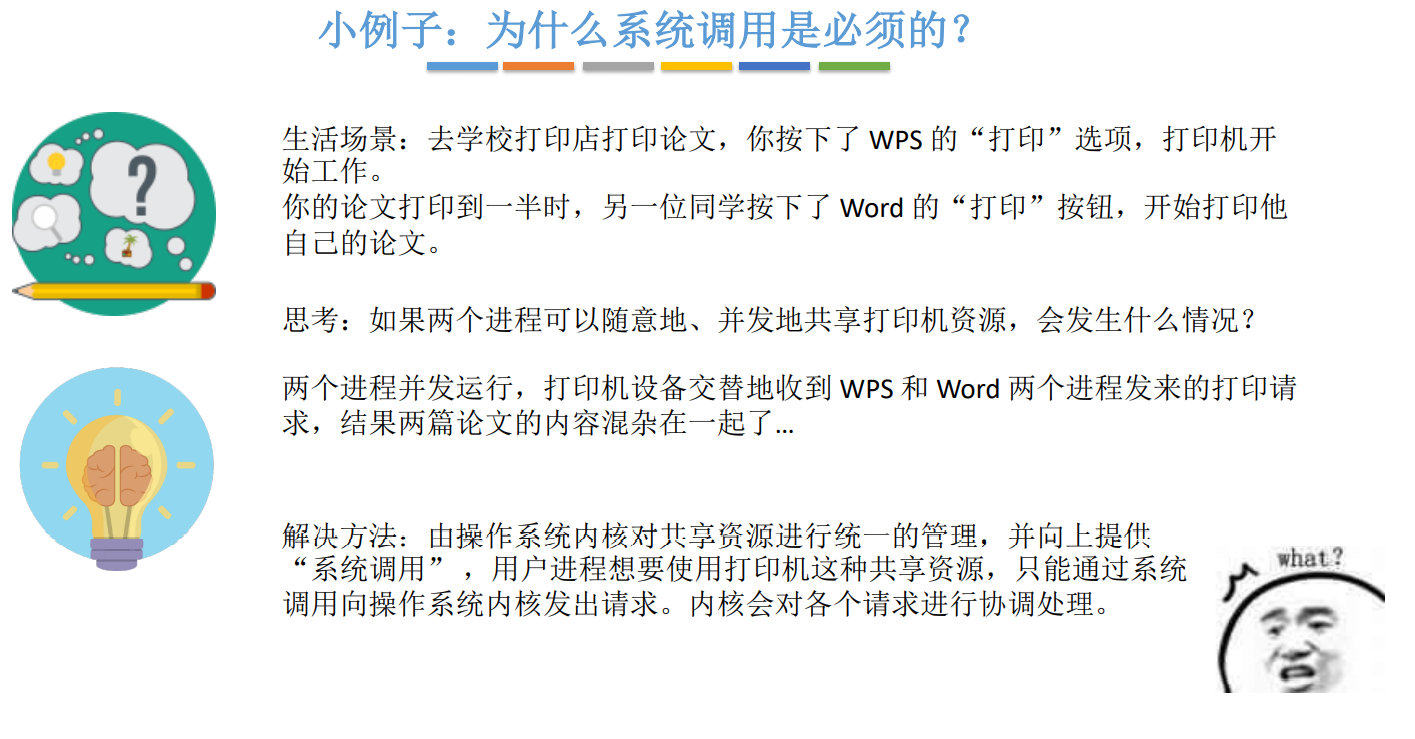 小例子：为什么系统调用是必须的？
生活场景：去学校打印店打印论文，你按下了 WPS 的“打印”选项，打印机开
始工作。
你的论文打印到一半时，另一位同学按下了 Word 的“打印”按钮，开始打印他
自己的论文。
思考：如果两个进程可以随意地、并发地共享打印机资源，会发生什么情况？
两个进程并发运行，打印机设备交替地收到 WPS 和 Word 两个进程发来的打印请
求，结果两篇论文的内容混杂在一起了…
解决方法：由操作系统内核对共享资源进行统一的管理，并向上提供
“系统调用”，用户进程想要使用打印机这种共享资源，只能通过系统
调用向操作系统内核发出请求。内核会对各个请求进行协调处理。
what?
?